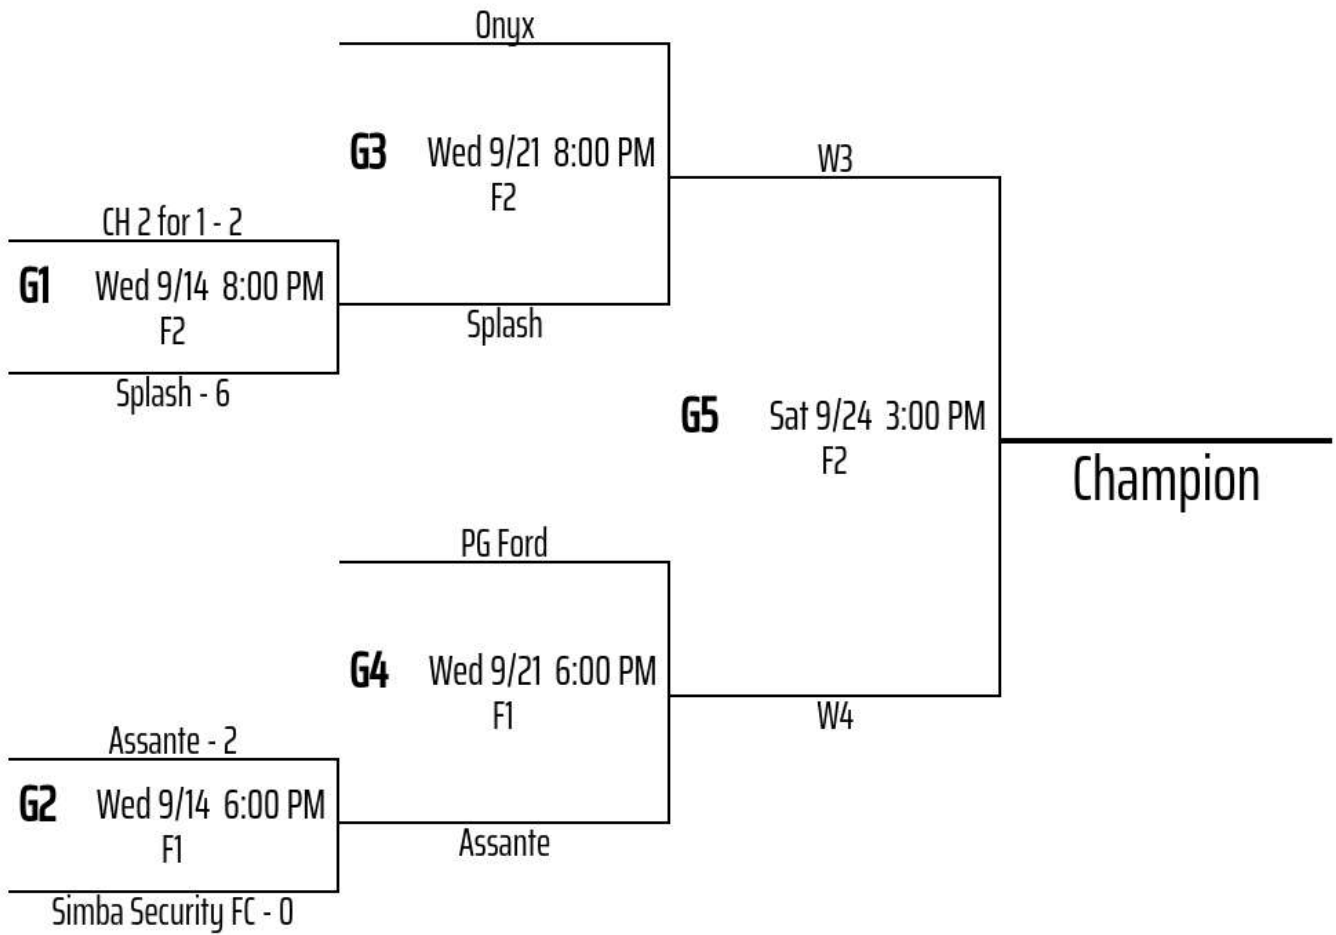 Onyx
G3 Wed 9/21 8:00 PM
F2
W3
CH 2 for 1 - 2
G1 Wed 9/14 8:00 PM
F2
Splash
Splash - 6
G5 Sat 9/24 3:00 PM
F2
Champion
PG Ford
G4 Wed 9/21 6:00 PM
F1
W4
Assante - 2
G2 Wed 9/14 6:00 PM
F1
Assante
Simba Security FC - 0